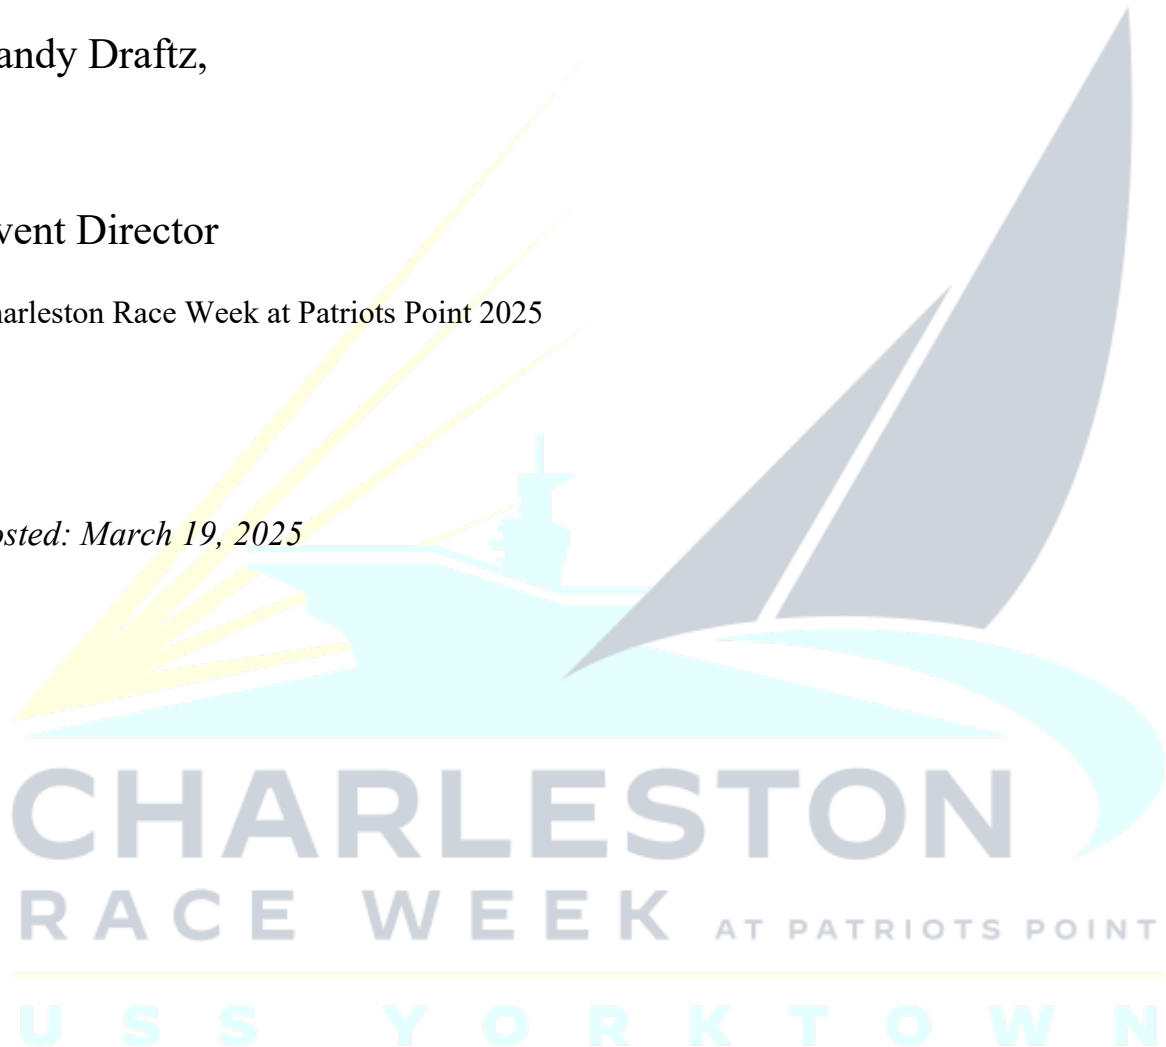 andy Draftz,
vent Director
harleston Race Week at Patriots Point 2025
osted: March 19, 2025
CHARLESTON
RACE WEEK AT PATRIOTS POINT
USS YORKTOWN